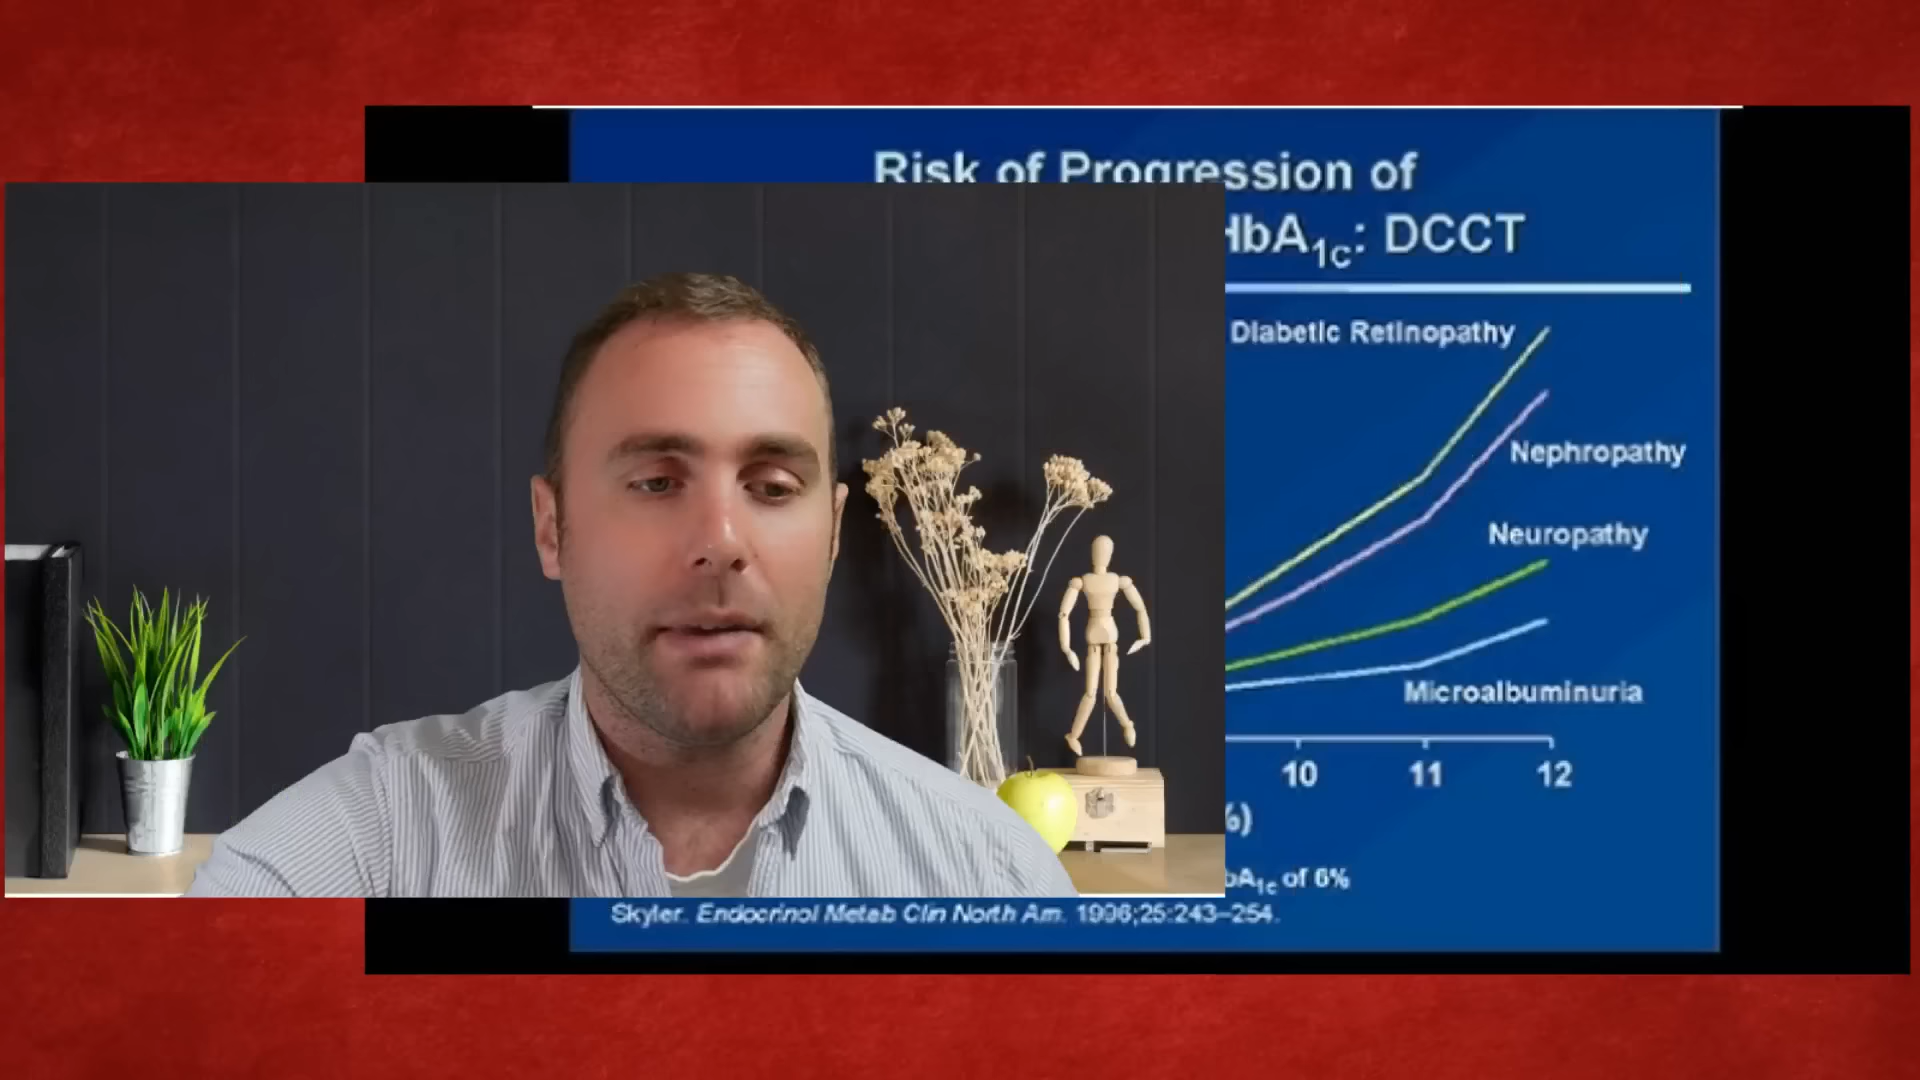 Risk of Progression of
HbA1c: DCCT
Diabetic Retinopathy
Nephropathy
Neuropathy
Microalbuminuria
10 11 12
%)
bA1c of 6%
Skyler. Endocrinol Metab Clin North Am. 1996;25:243–254.